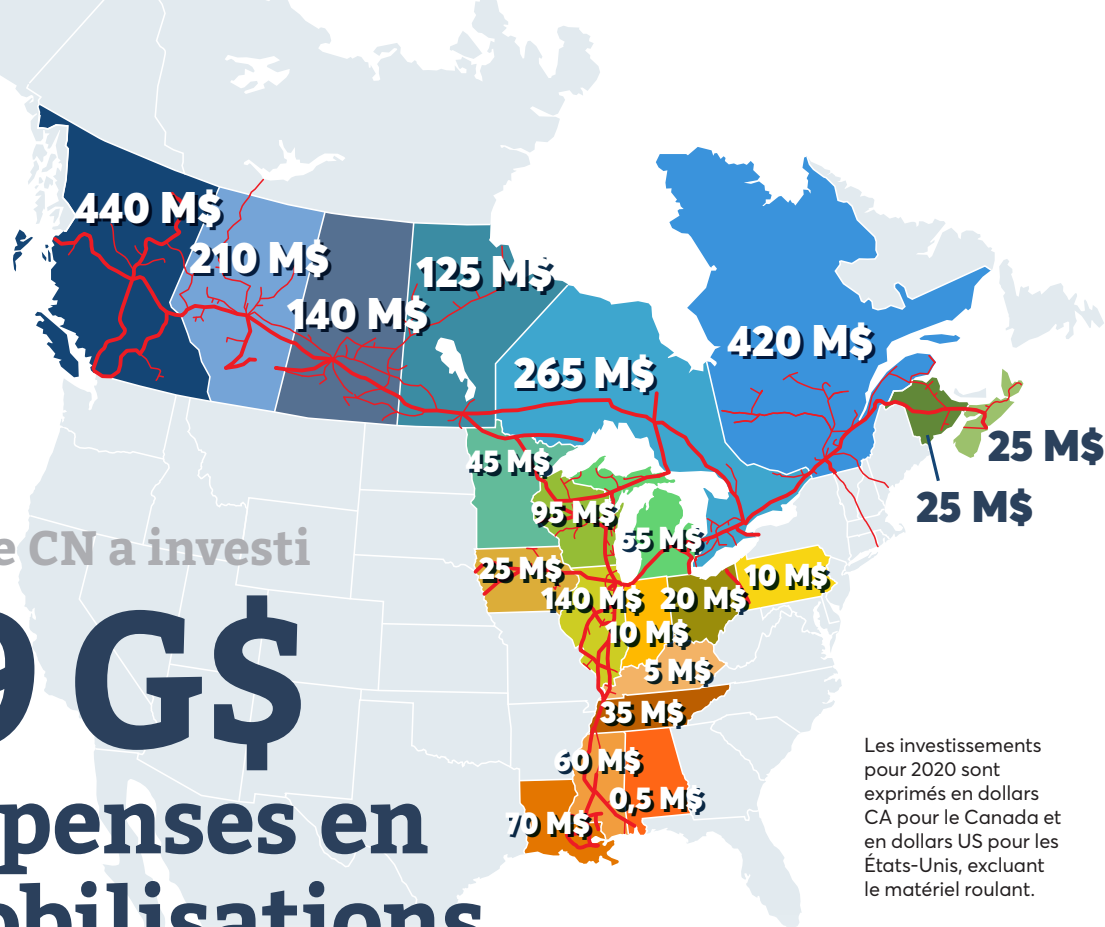 440 M$
210 M$
125 M$
140 M$
420 M$
265 M$
25 M$
45 M$
25 M$
95 M$
55 M$
e CN a investi
25 M$
10 M$
140 M$
20 M$
10 M$
9 G$
5 M$
35 M$
60 M$
0,5 M$
70 M$
penses en
obilisations
Les investissements
pour 2020 sont
exprimés en dollars
CA pour le Canada et
en dollars US pour les
États-Unis, excluant
le matériel roulant.